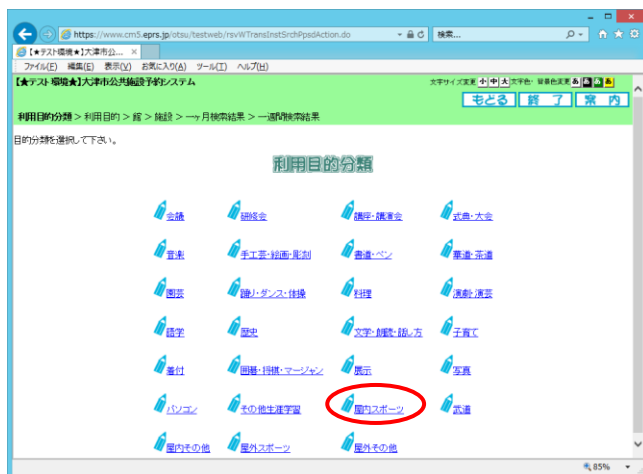 https://www.cm5.eprs.jp/otsu/testweb/rsvWTransInstSrchPpsdAction.do
検索...
【★テスト環境★】大津市公... ×
ファイル(F) 編集(E) 表示(V) お気に入り(A) ツール(T) ヘルプ(H)
【★テスト環境★】大津市公共施設予約システム
文字サイズ変更 小 中 大 文字色・背景色変更 あ あ あ あ
もどる 終 了 案 内
利用目的分類 > 利用目的 > 館 > 施設 > 一ヶ月検索結果 > 一週間検索結果
目的分類を選択して下さい。
利用目的分類
会議 研修会 講座・講演会 式典・大会
音楽 手工芸・絵画・彫刻 書道・ペン 華道・茶道
園芸 踊り・ダンス・体操 料理 演劇・演芸
語学 歴史 文字・朗読・話し方 子育て
着付 囲碁・将棋・マージャン 展示 写真
パソコン その他生涯学習 屋内スポーツ 武道
屋内その他 屋外スポーツ 屋外その他
85%